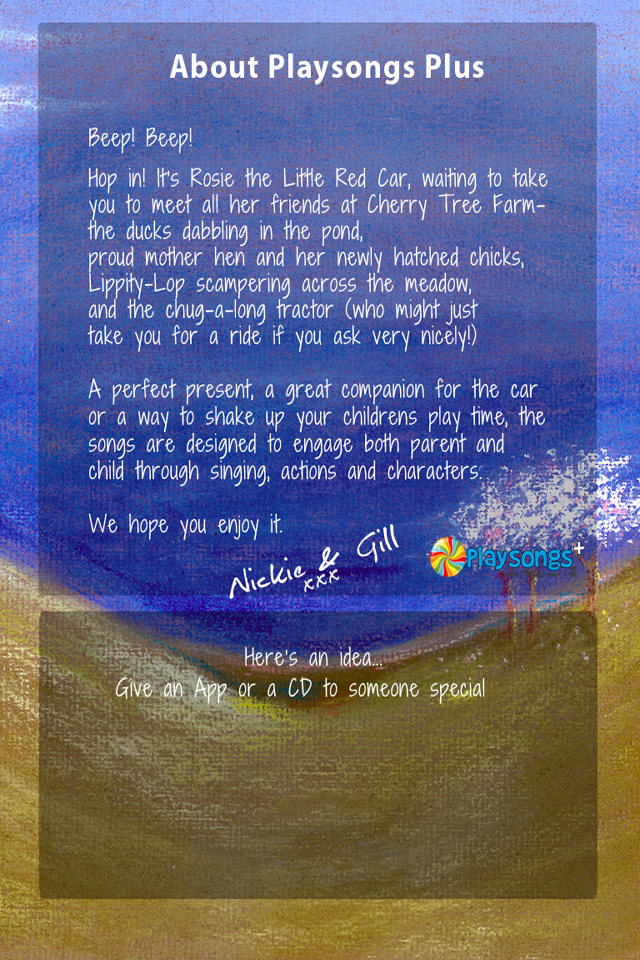 About Playsongs Plus
Beep! Beep!
Hop in! It's Rosie the Little Red Car, waiting to take
you to meet all her friends at Cherry Tree Farm-
the ducks dabbling in the pond,
proud mother hen and her newly hatched chicks,
Lippity-Lop scampering across the meadow,
and the chug-a-long tractor (who might just
take you for a ride if you ask very nicely!)
A perfect present, a great companion for the car
or a way to shake up your childrens play time, the
songs are designed to engage both parent and
child through singing, actions and characters.
We hope you enjoy it.
Nickie & Gill
xxx
Playsongs+
Here's an idea...
Give an App or a CD to someone special